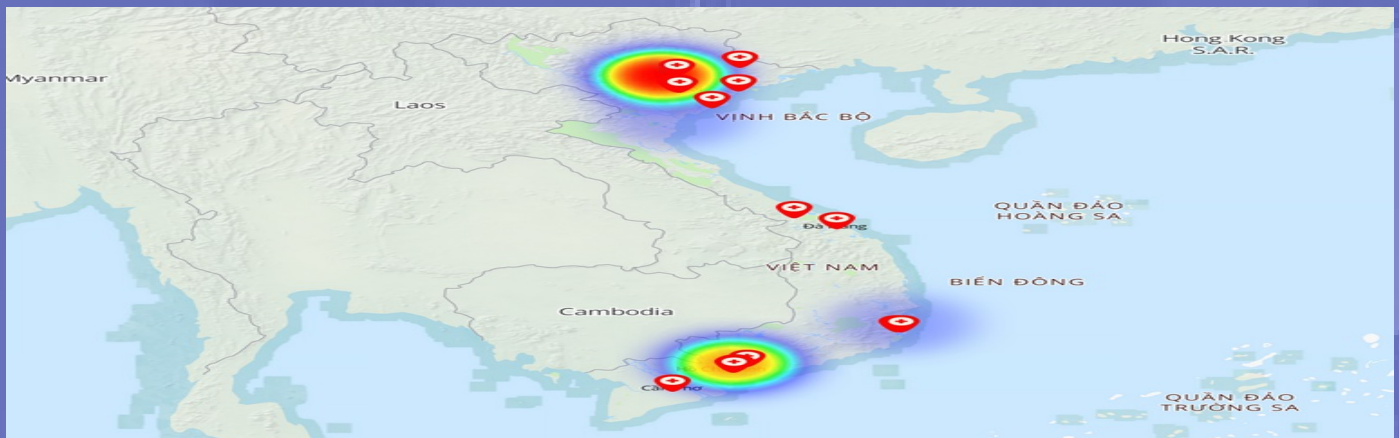 Hong Kong
S.A.R.
Myanmar
Laos
VỊNH BẮC BỘ
QUẦN ĐẢO
HOÀNG SA
VIỆT NAM
BIỂN ĐÔNG
Cambodia
QUẦN ĐẢO
TRƯỜNG SA